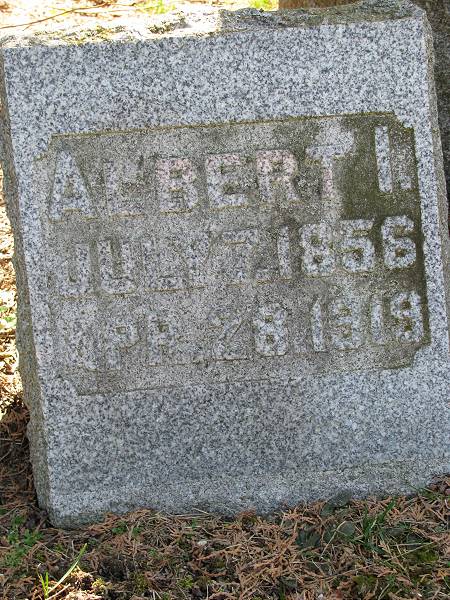 ALBERT I.
JULY 7, 1856
APR. 28, 1919